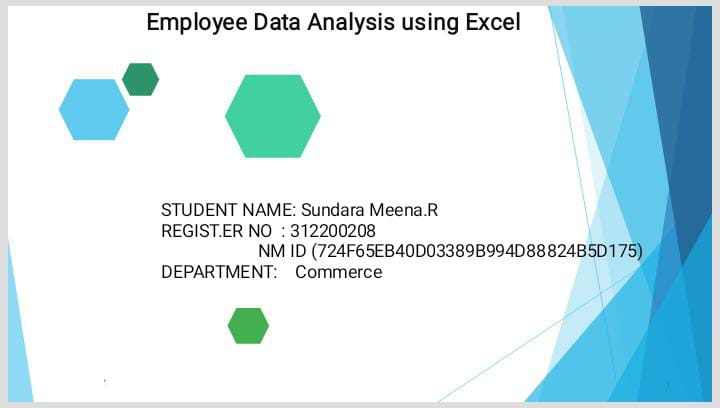 Employee Data Analysis using Excel
STUDENT NAME: Sundara Meena.R
REGIST.ER NO : 312200208
NM ID (724F65EB40D03389B994D88824B5D175)
DEPARTMENT: Commerce